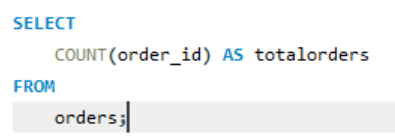 SELECT
COUNT(order_id) AS totalorders
FROM
orders;